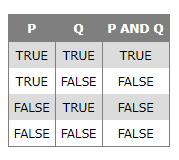 P Q P AND Q
TRUE TRUE TRUE
TRUE FALSE FALSE
FALSE TRUE FALSE
FALSE FALSE FALSE